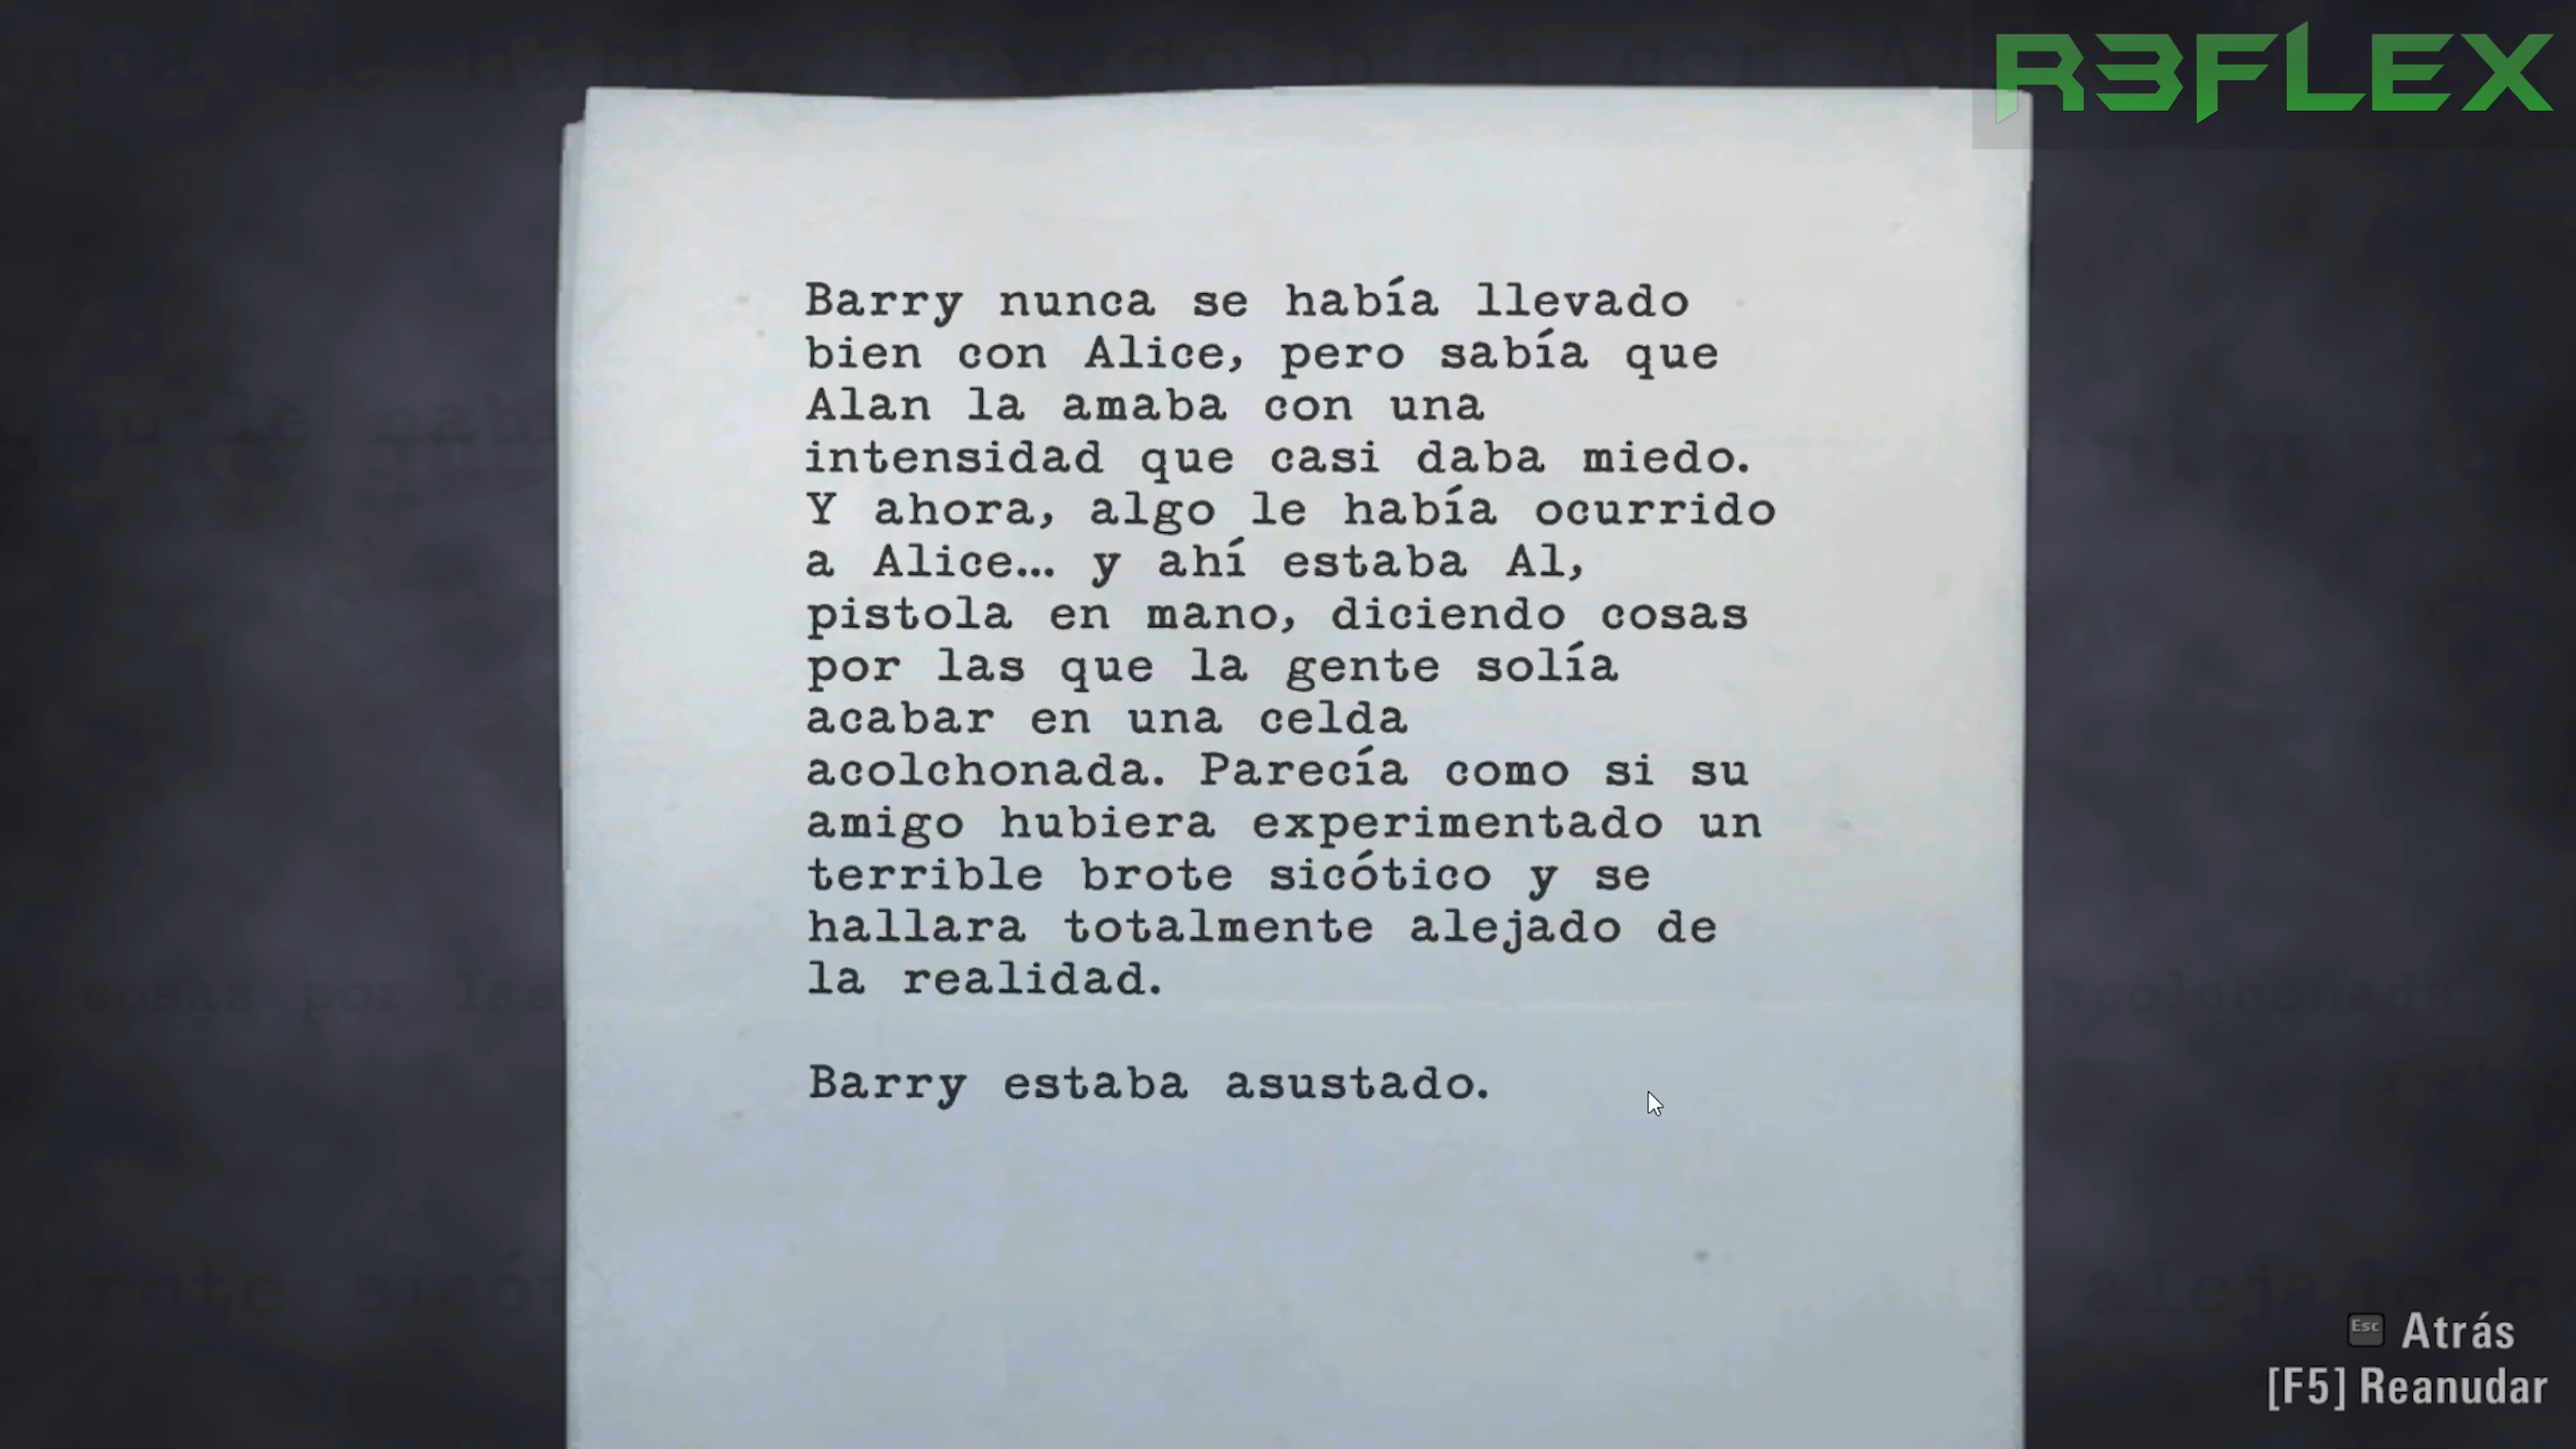 R3FLEX
Barry nunca se había llevado
bien con Alice, pero sabía que
Alan la amaba con una
intensidad que casi daba miedo.
Y ahora, algo le había ocurrido
a Alice… y ahí estaba Al,
pistola en mano, diciendo cosas
por las que la gente solía
acabar en una celda
acolchonada. Parecía como si su
amigo hubiera experimentado un
terrible brote sicótico y se
hallara totalmente alejado de
la realidad.
Barry estaba asustado.
Esc Atrás
[F5] Reanudar